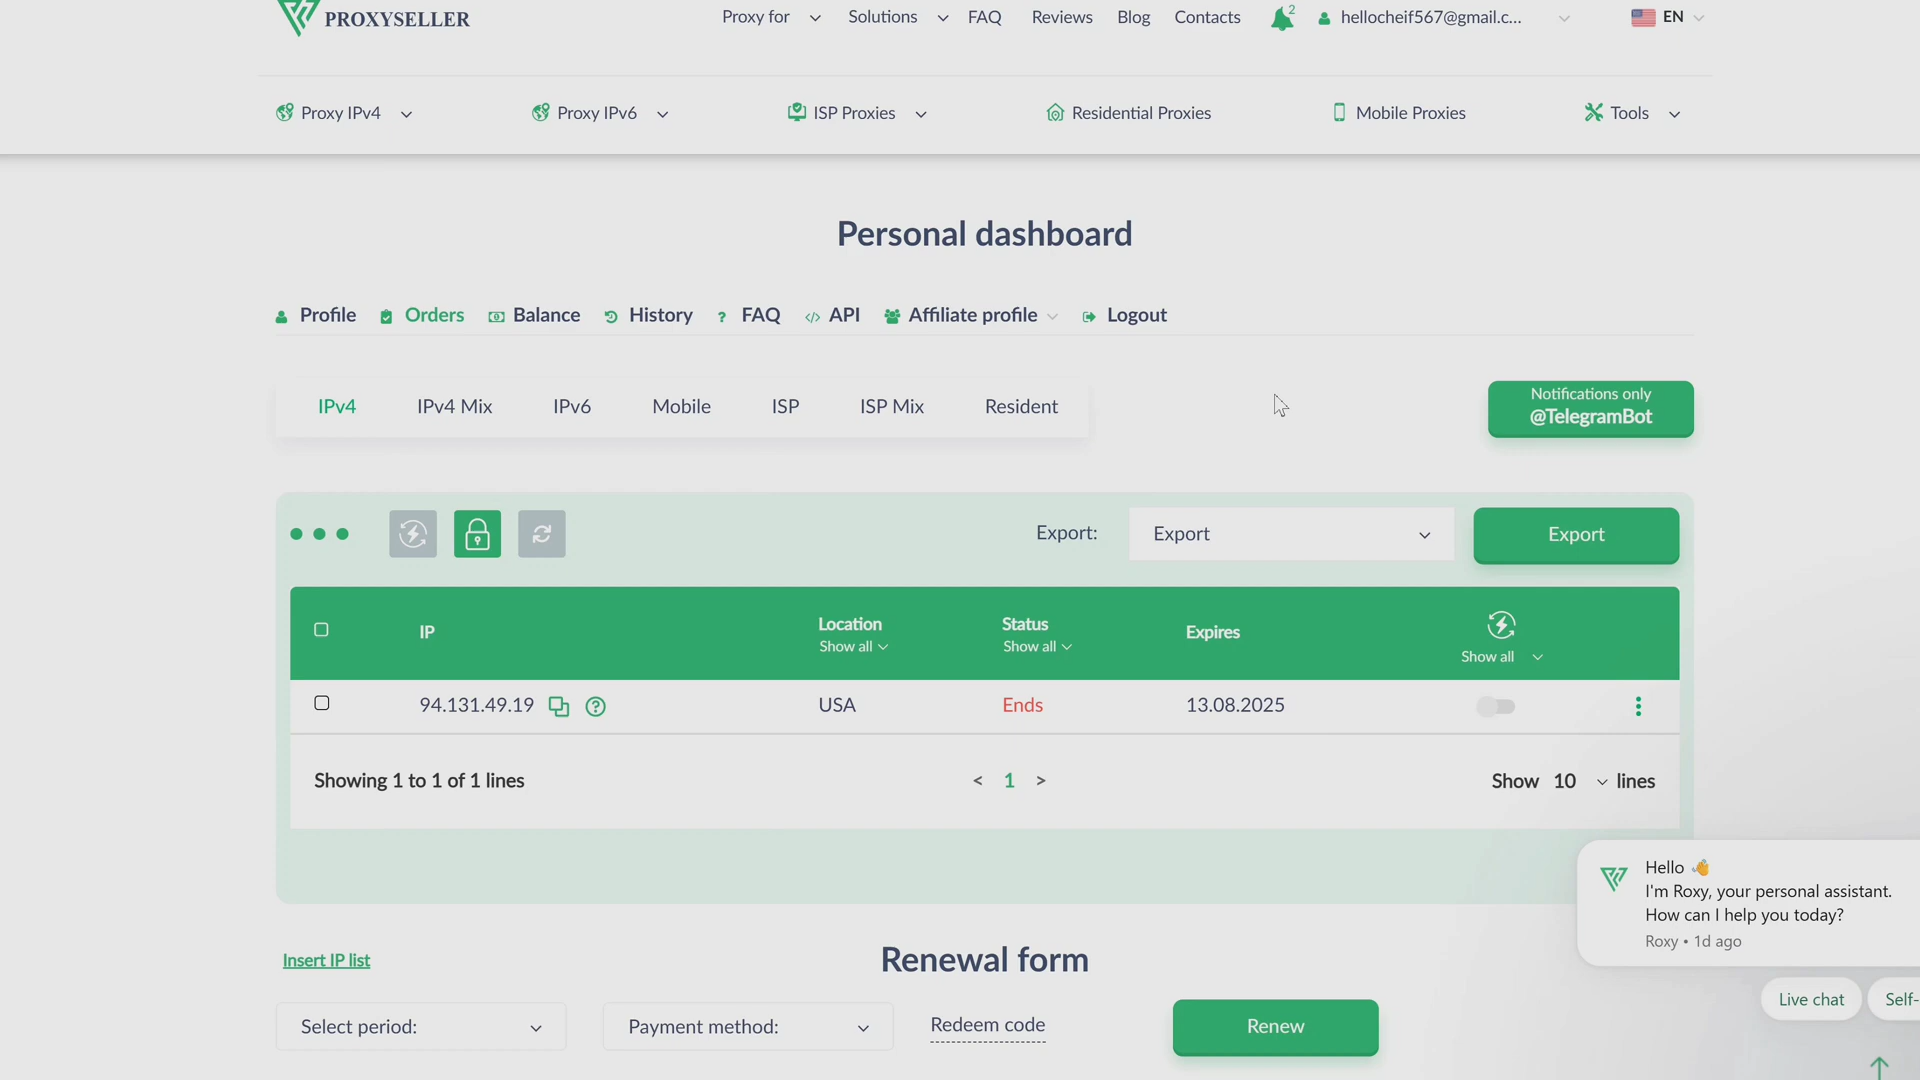 PROXYSELLER
Proxy for
Solutions
FAQ
Reviews
Blog
Contacts
2
hellocheif567@gmail.c...
EN
Proxy IPv4
Proxy IPv6
ISP Proxies
Residential Proxies
Mobile Proxies
Tools
Personal dashboard
Profile
Orders
Balance
History
? FAQ
</> API
Affiliate profile
Logout
IPv4
IPv4 Mix
IPv6
Mobile
ISP
ISP Mix
Resident
Notifications only
@TelegramBot
Export:
Export
Export
IP
Location
Show all
Status
Show all
Expires
Show all
94.131.49.19
USA
Ends
13.08.2025
Showing 1 to 1 of 1 lines
< 1 >
Show 10 lines
Hello 👋
I'm Roxy, your personal assistant.
How can I help you today?
Roxy • 1d ago
Insert IP list
Renewal form
Live chat
Self-
Select period:
Payment method:
Redeem code
Renew